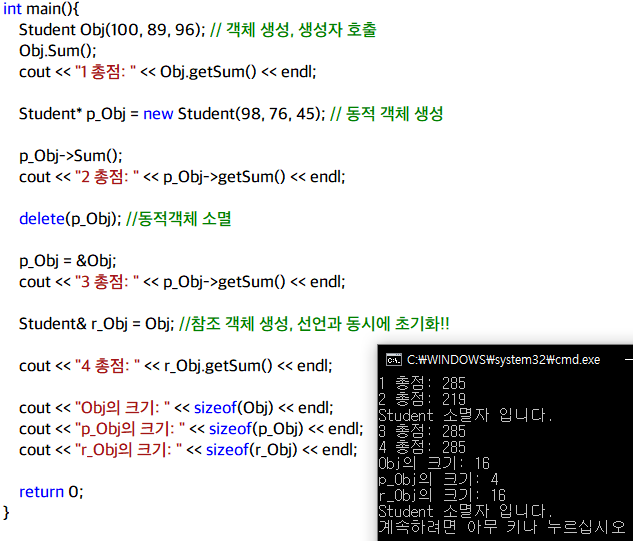 int main(){
Student Obj(100, 89, 96); // 객체 생성, 생성자 호출
Obj.Sum();
cout << "1 총점: " << Obj.getSum() << endl;
Student* p_Obj = new Student(98, 76, 45); // 동적 객체 생성
p_Obj->Sum();
cout << "2 총점: " << p_Obj->getSum() << endl;
delete(p_Obj); //동적객체 소멸
p_Obj = &Obj;
cout << "3 총점: " << p_Obj->getSum() << endl;
Student& r_Obj = Obj; //참조 객체 생성, 선언과 동시에 초기화!!
cout << "4 총점: " << r_Obj.getSum() << endl;
cout << "Obj의 크기: " << sizeof(Obj) << endl;
cout << "p_Obj의 크기: " << sizeof(p_Obj) << endl;
cout << "r_Obj의 크기: " << sizeof(r_Obj) << endl;
return 0;
}
C:\WINDOWS\system32\cmd.exe
1 총점: 285
2 총점: 219
Student 소멸자 입니다.
3 총점: 285
4 총점: 285
Obj의 크기: 16
p_Obj의 크기: 4
r_Obj의 크기: 16
Student 소멸자 입니다.
계속하려면 아무 키나 누르십시오